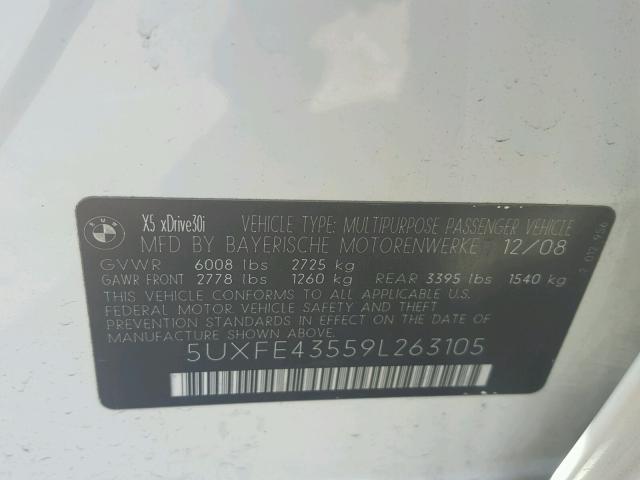 SUV
X5 xDrive30i VEHICLE TYPE: MULTIPURPOSE PASSENGER VEHICLE
MFD BY BAYERISCHE MOTORENWERKE 12/08
GVWR 6008 lbs 2725 kg
GAWR FRONT 2778 lbs 1260 kg REAR 3395 lbs 1540 kg
THIS VEHICLE CONFORMS TO ALL APPLICABLE U.S.
FEDERAL MOTOR VEHICLE SAFETY AND THEFT
PREVENTION STANDARDS IN EFFECT ON THE DATE OF
MANUFACTURE SHOWN ABOVE.
5UXFE43559L263105